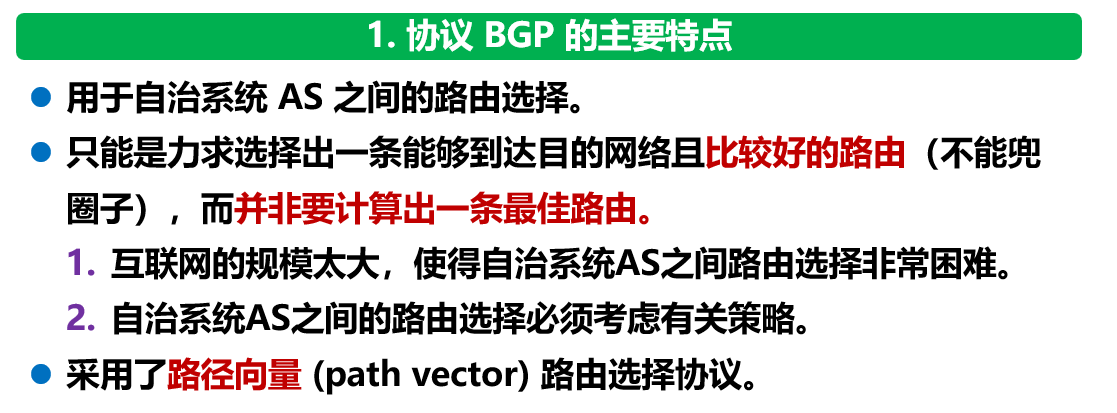 1. 协议 BGP 的主要特点
用于自治系统 AS 之间的路由选择。
只能是力求选择出一条能够到达目的网络且比较好的路由（不能兜
圈子），而并非要计算出一条最佳路由。
1. 互联网的规模太大，使得自治系统AS之间路由选择非常困难。
2. 自治系统AS之间的路由选择必须考虑有关策略。
采用了路径向量 (path vector) 路由选择协议。